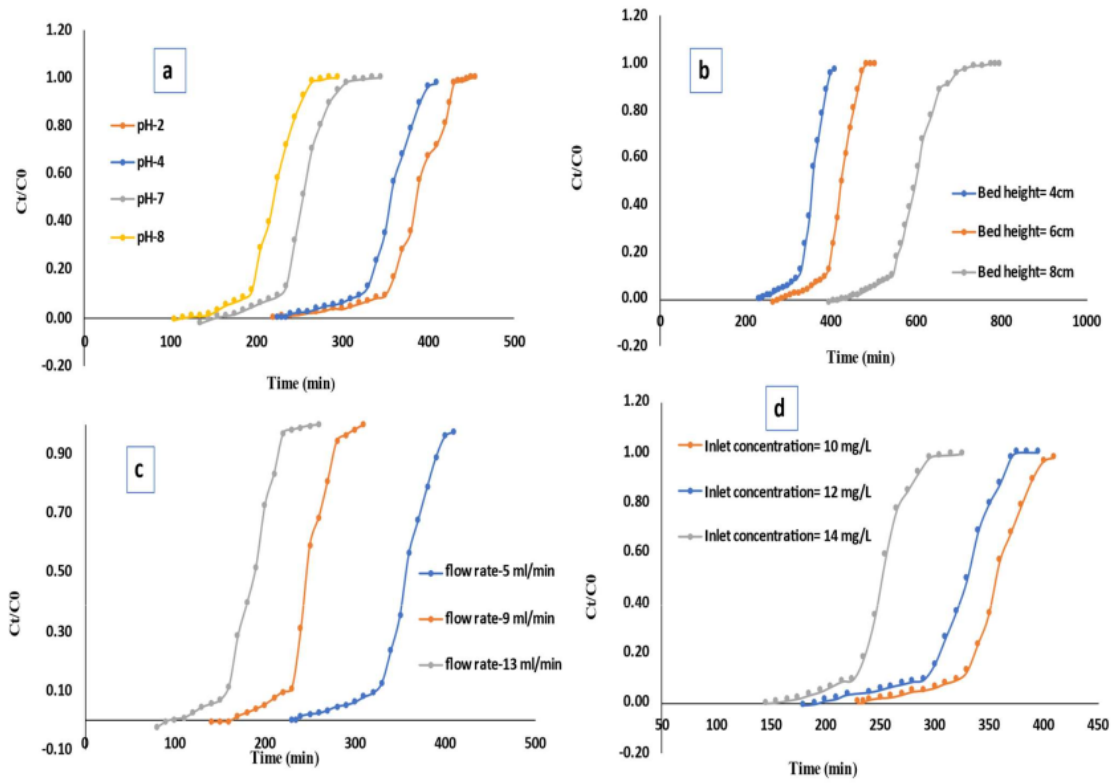 a
Ct/C0
1.20
1.00
0.80
0.60
0.40
0.20
0.00
-0.20
pH-2
pH-4
pH-7
pH-8
0 100 200 300 400 500
Time (min)
b
Ct/C0
1.20
1.00
0.80
0.60
0.40
0.20
0.00
-0.20
Bed height= 4cm
Bed height= 6cm
Bed height= 8cm
0 200 400 600 800 1000
Time (min)
c
Ct/C0
0.90
0.70
0.50
0.30
0.10
-0.10
flow rate-5 ml/min
flow rate-9 ml/min
flow rate-13 ml/min
0 100 200 300 400 500
Time (min)
d
Ct/C0
1.20
1.00
0.80
0.60
0.40
0.20
0.00
-0.20
Inlet concentration= 10 mg/L
Inlet concentration= 12 mg/L
Inlet concentration= 14 mg/L
50 150 200 250 300 350 400 450
Time (min)